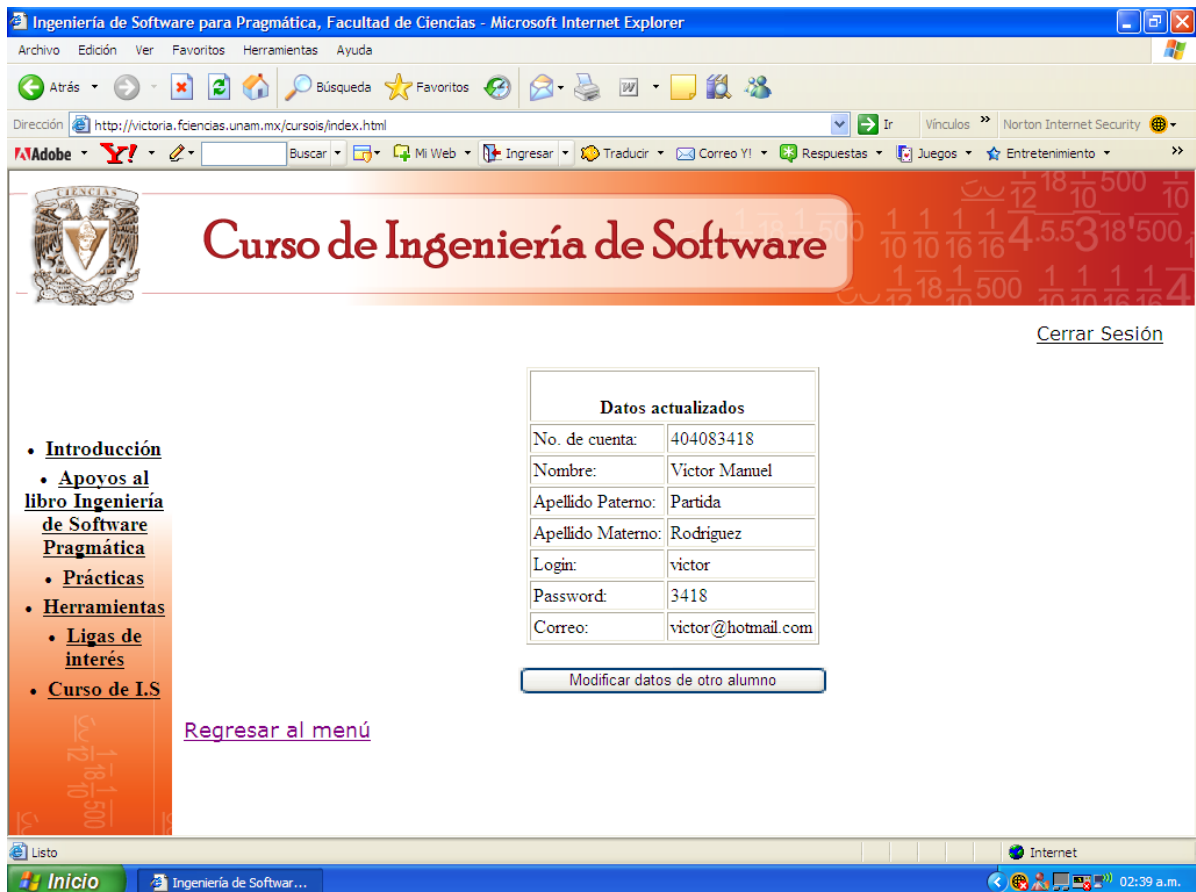 Ingeniería de Software para Pragmática, Facultad de Ciencias - Microsoft Internet Explorer
Archivo Edición Ver Favoritos Herramientas Ayuda
Atrás Búsqueda Favoritos
Dirección http://victoria.fciencias.unam.mx/cursois/index.html Ir Vínculos Norton Internet Security
Adobe Y! Buscar Mi Web Ingresar Traducir Correo Y! Respuestas Juegos Entretenimiento
CIENCIAS
Curso de Ingeniería de Software
Cerrar Sesión
Datos actualizados
No. de cuenta: 404083418
Nombre: Victor Manuel
Apellido Paterno: Partida
Apellido Materno: Rodríguez
Login: victor
Password: 3418
Correo: victor@hotmail.com
Modificar datos de otro alumno
• Introducción
• Apoyos al
libro Ingeniería
de Software
Pragmática
• Prácticas
• Herramientas
• Ligas de
interés
• Curso de I.S
Regresar al menú
Listo Internet
Inicio Ingeniería de Softwar... 02:39 a.m.